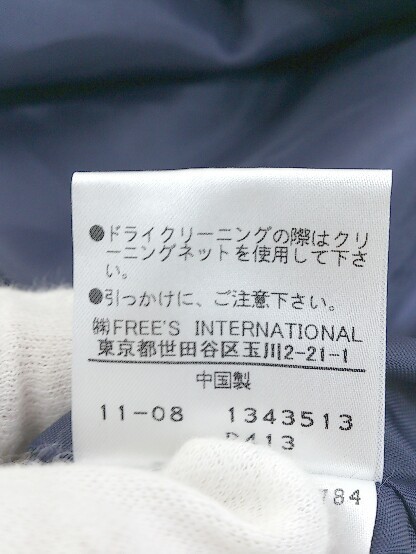 ●ドライクリーニングの際はクリ
ーニングネットを使用して下さ
い。
●引っかけに、ご注意下さい。
㈱FREE'S INTERNATIONAL
東京都世田谷区玉川2-21-1
中国製
11-08 1343513